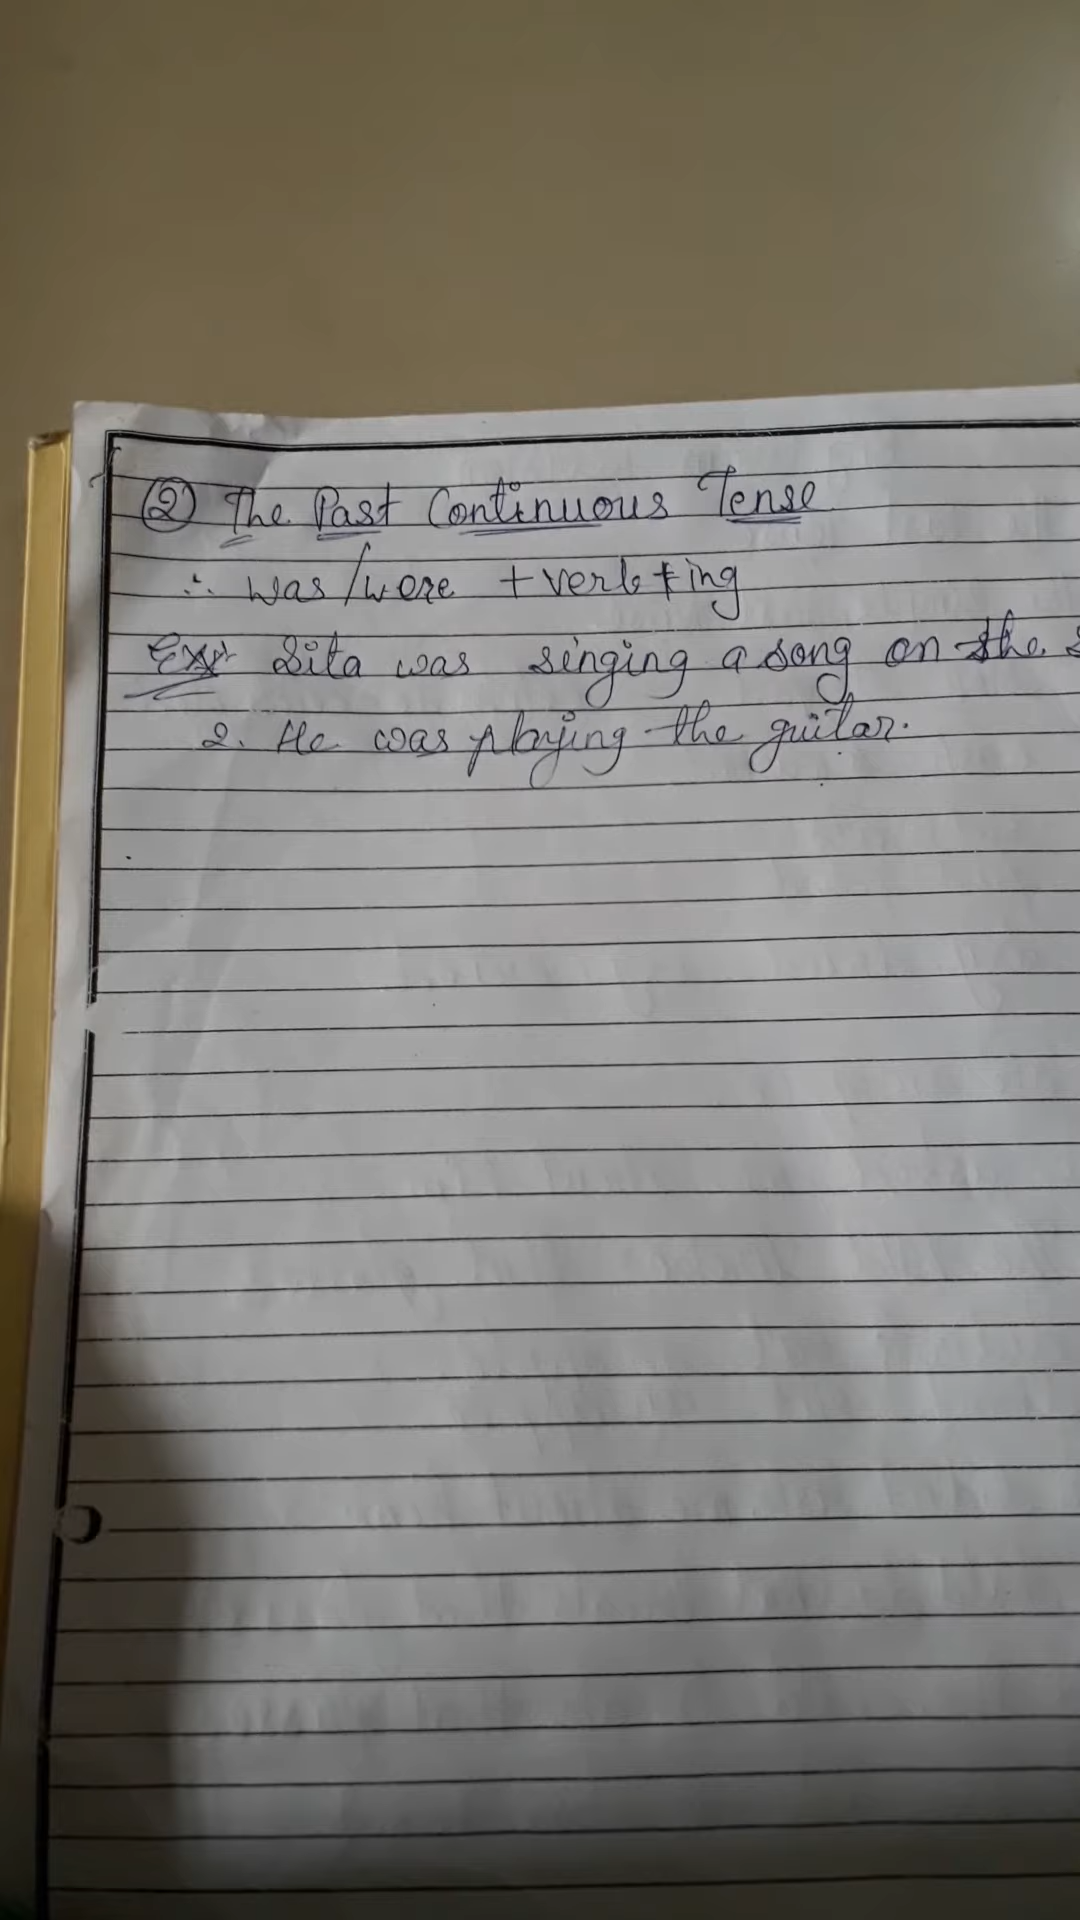 ② The Past Continuous Tense
∴ was/were + verb + ing
Ex:- Sita was singing a song on the
2. He was playing the guitar.